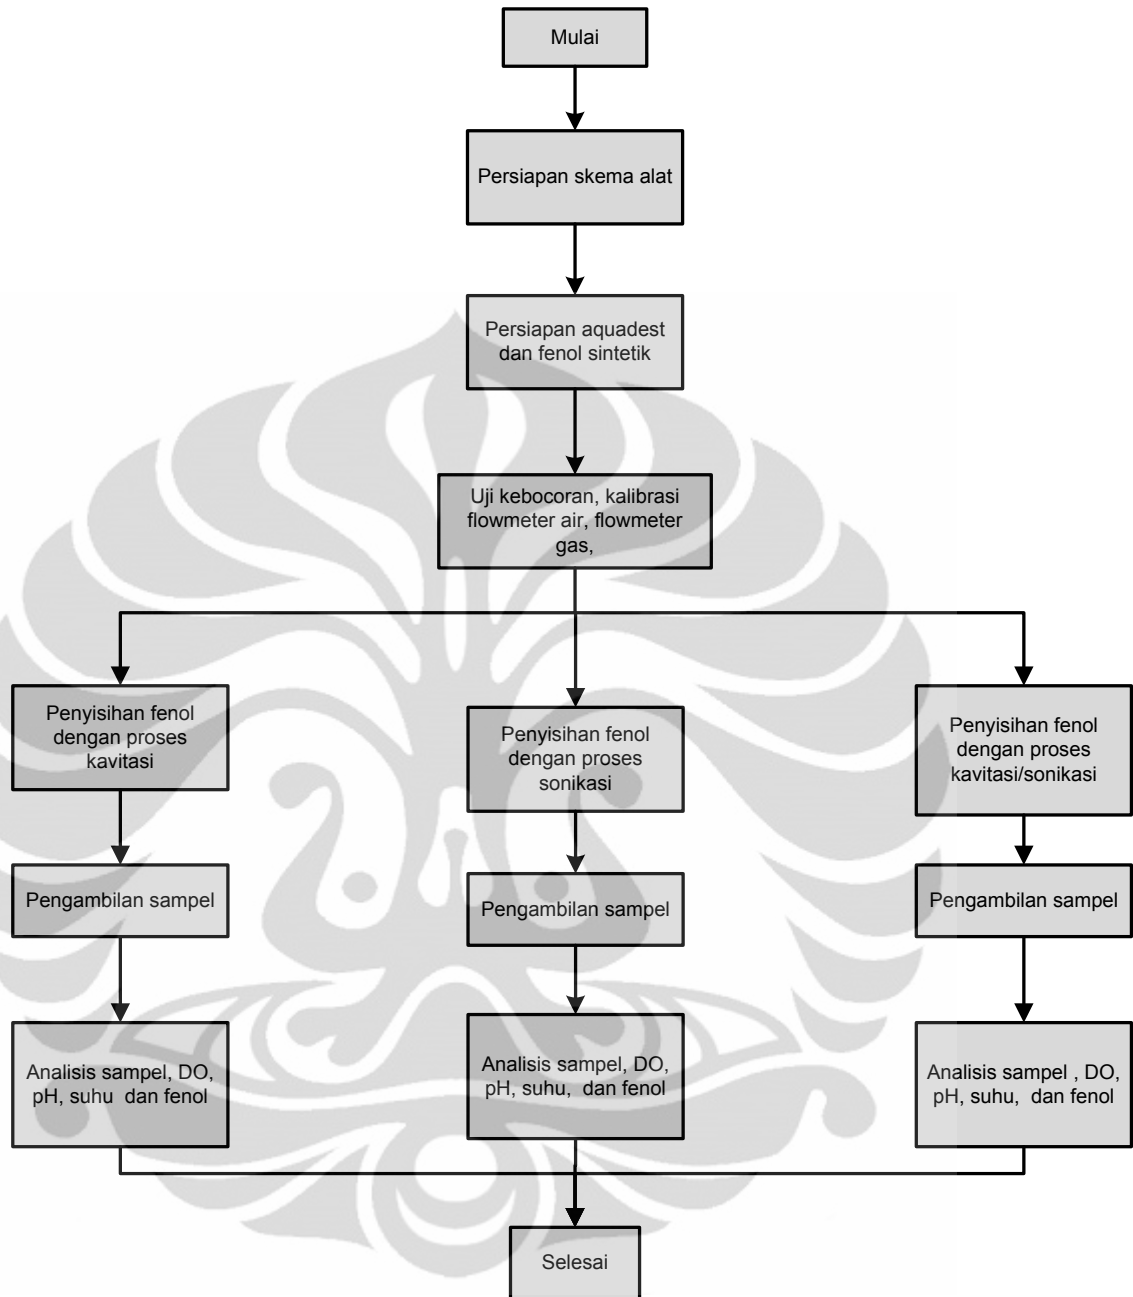 Mulai
Persiapan skema alat
Persiapan aquadest
dan fenol sintetik
Uji kebocoran, kalibrasi
flowmeter air, flowmeter
gas,
Penyisihan fenol
dengan proses
kavitasi
Penyisihan fenol
dengan proses
sonikasi
Penyisihan fenol
dengan proses
kavitasi/sonikasi
Pengambilan sampel
Pengambilan sampel
Pengambilan sampel
Analisis sampel, DO,
pH, suhu  dan fenol
Analisis sampel, DO,
pH, suhu,  dan fenol
Analisis sampel , DO,
pH, suhu,  dan fenol
Selesai